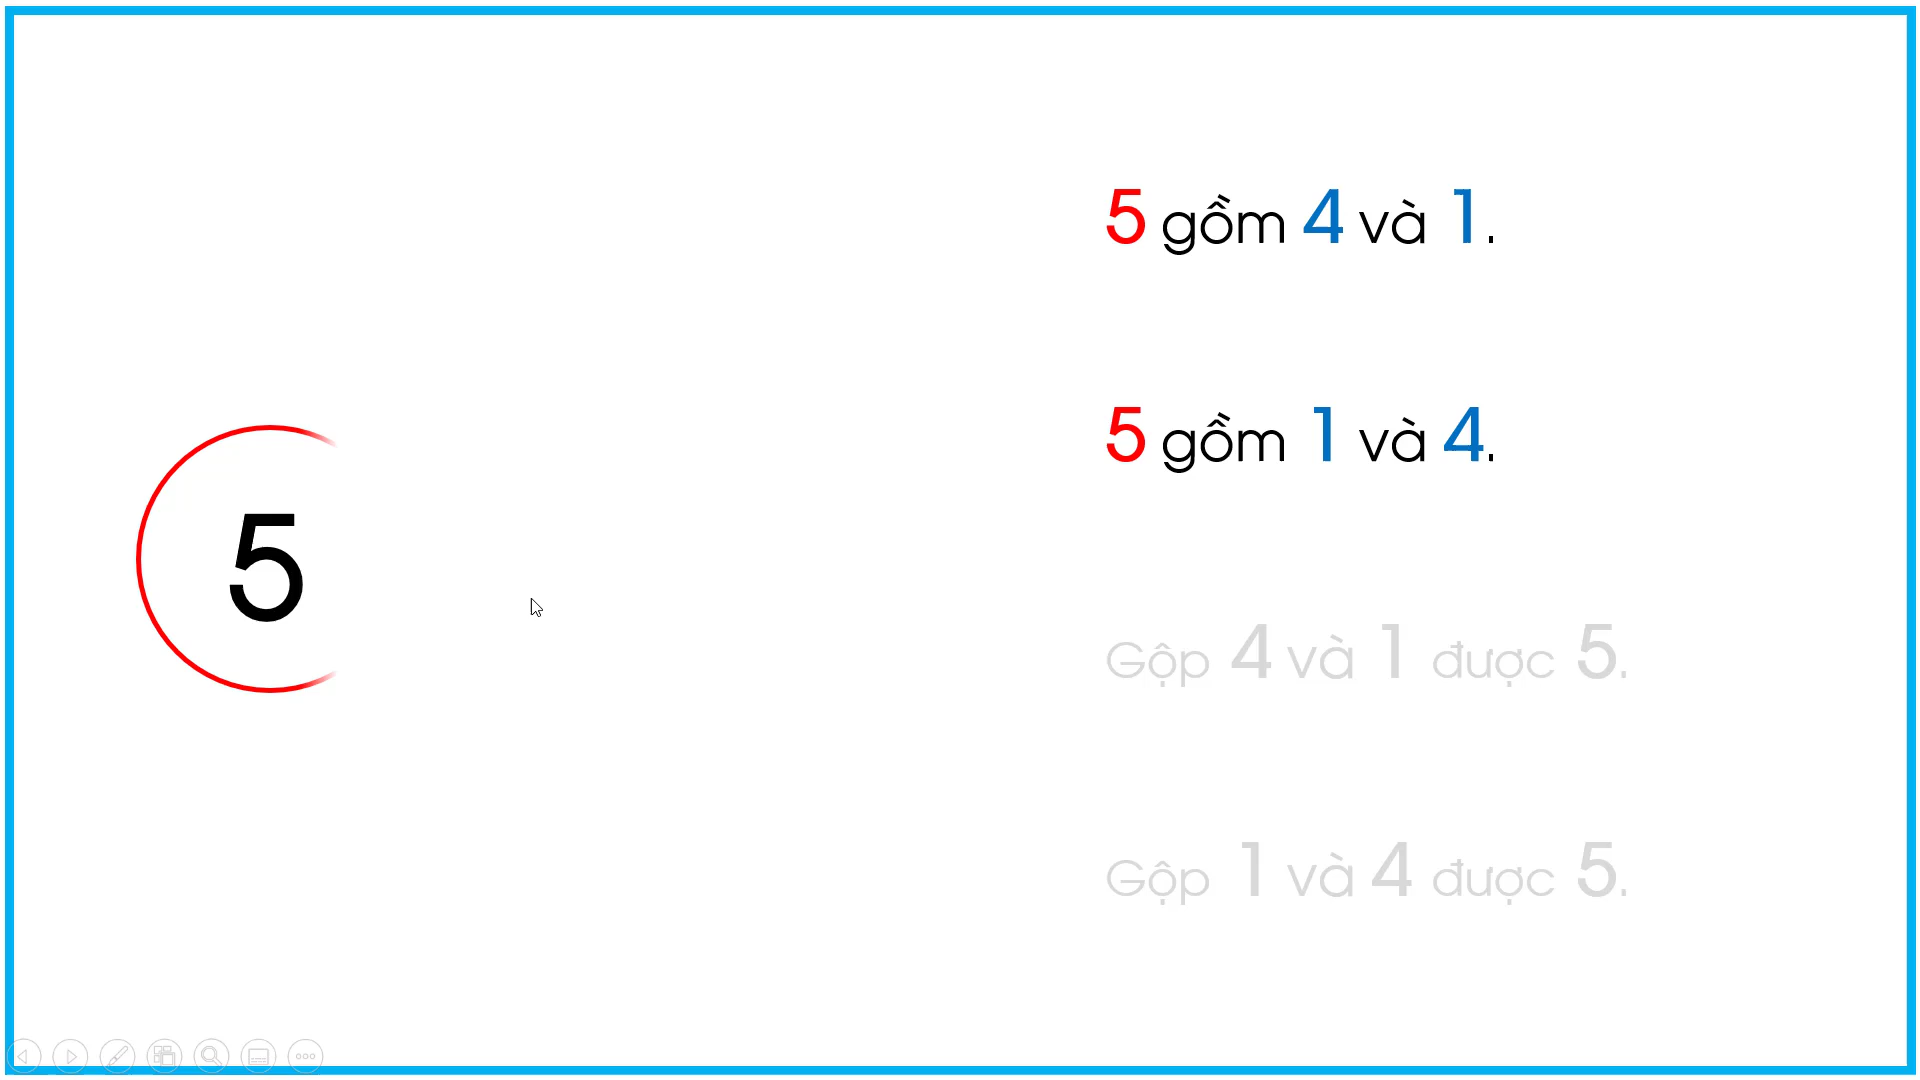 5 gồm 4 và 1.
5 gồm 1 và 4.
5
Gộp 4 và 1 được 5.
Gộp 1 và 4 được 5.